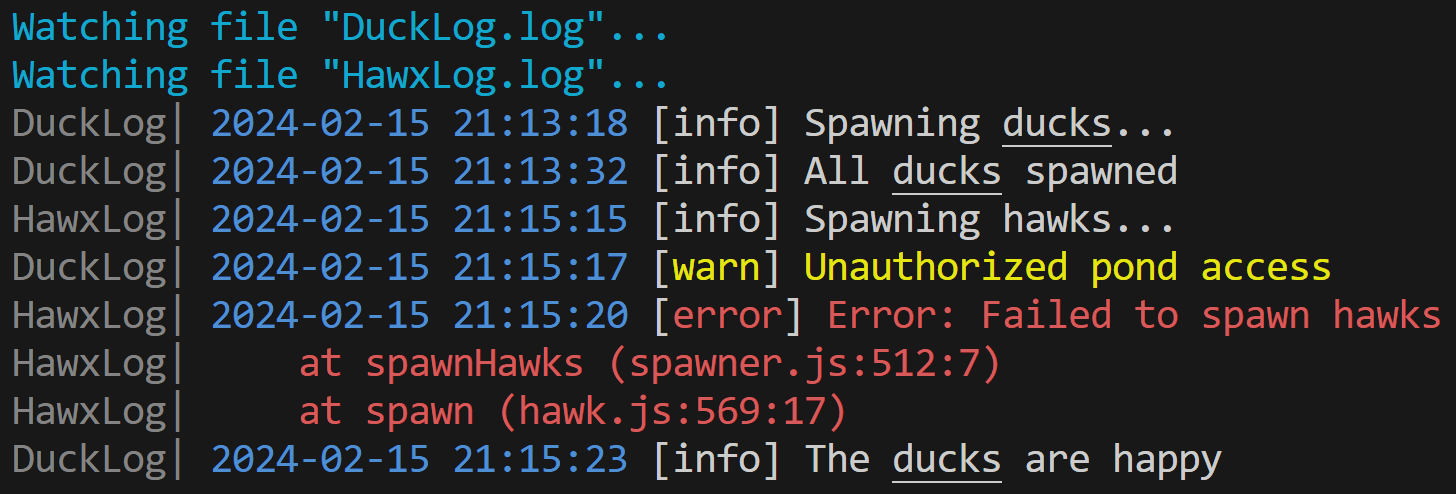 Watching file "DuckLog.log"...
Watching file "HawxLog.log"...
DuckLog| 2024-02-15 21:13:18 [info] Spawning ducks...
DuckLog| 2024-02-15 21:13:32 [info] All ducks spawned
HawxLog| 2024-02-15 21:15:15 [info] Spawning hawks...
DuckLog| 2024-02-15 21:15:17 [warn] Unauthorized pond access
HawxLog| 2024-02-15 21:15:20 [error] Error: Failed to spawn hawks
HawxLog|     at spawnHawks (spawner.js:512:7)
HawxLog|     at spawn (hawk.js:569:17)
DuckLog| 2024-02-15 21:15:23 [info] The ducks are happy